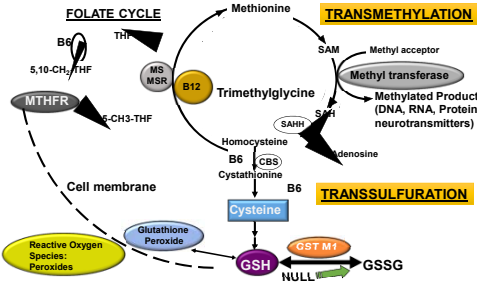 FOLATE CYCLE
Methionine
TRANSMETHYLATION
THF
B6
SAM
Methyl acceptor
5,10-CH2-THF
MS
MSR
B12
Methyl transferase
Trimethylglycine
MTHFR
5-CH3-THF
SAH
Methylated Product
(DNA, RNA, Protein
neurotransmitters)
SAHH
Homocysteine
Adenosine
B6
CBS
Cystathionine
Cell membrane
B6
TRANSSULFURATION
Cysteine
Glutathione
Peroxide
Reactive Oxygen
Species:
Peroxides
GST M1
GSH
GSSG
NULL